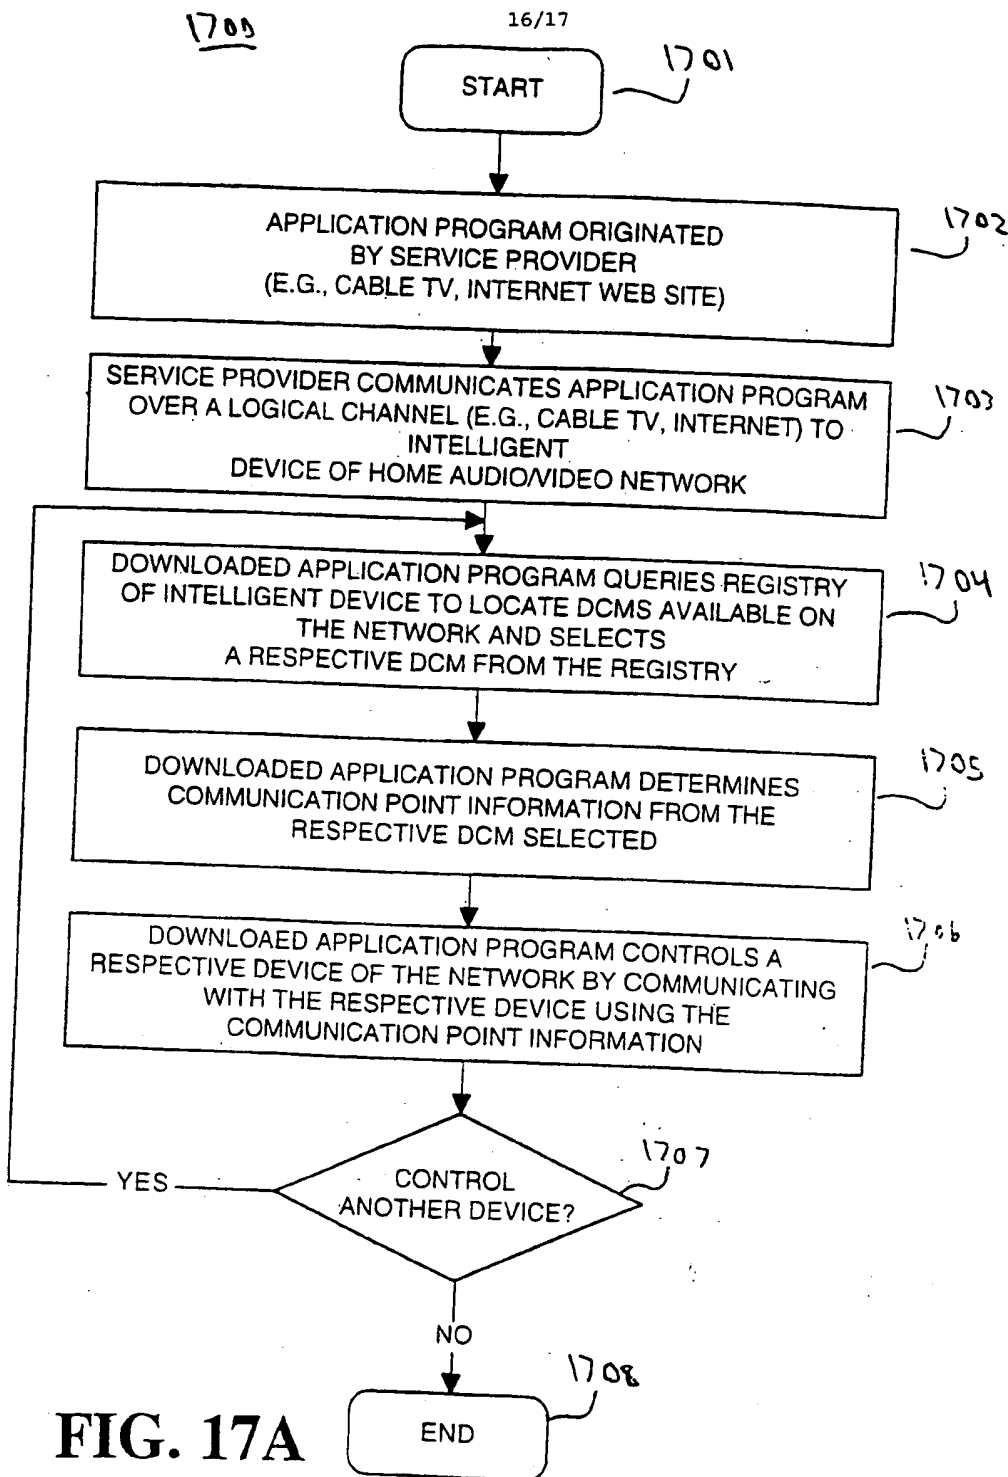 1700
16/17
START
1701
APPLICATION PROGRAM ORIGINATED
BY SERVICE PROVIDER
(E.G., CABLE TV, INTERNET WEB SITE)
1702
SERVICE PROVIDER COMMUNICATES APPLICATION PROGRAM
OVER A LOGICAL CHANNEL (E.G., CABLE TV, INTERNET) TO
INTELLIGENT
DEVICE OF HOME AUDIO/VIDEO NETWORK
1703
DOWNLOADED APPLICATION PROGRAM QUERIES REGISTRY
OF INTELLIGENT DEVICE TO LOCATE DCMS AVAILABLE ON
THE NETWORK AND SELECTS
A RESPECTIVE DCM FROM THE REGISTRY
1704
DOWNLOADED APPLICATION PROGRAM DETERMINES
COMMUNICATION POINT INFORMATION FROM THE
RESPECTIVE DCM SELECTED
1705
DOWNLOAED APPLICATION PROGRAM CONTROLS A
RESPECTIVE DEVICE OF THE NETWORK BY COMMUNICATING
WITH THE RESPECTIVE DEVICE USING THE
COMMUNICATION POINT INFORMATION
1706
CONTROL
ANOTHER DEVICE?
1707
YES
NO
END
1708
FIG. 17A